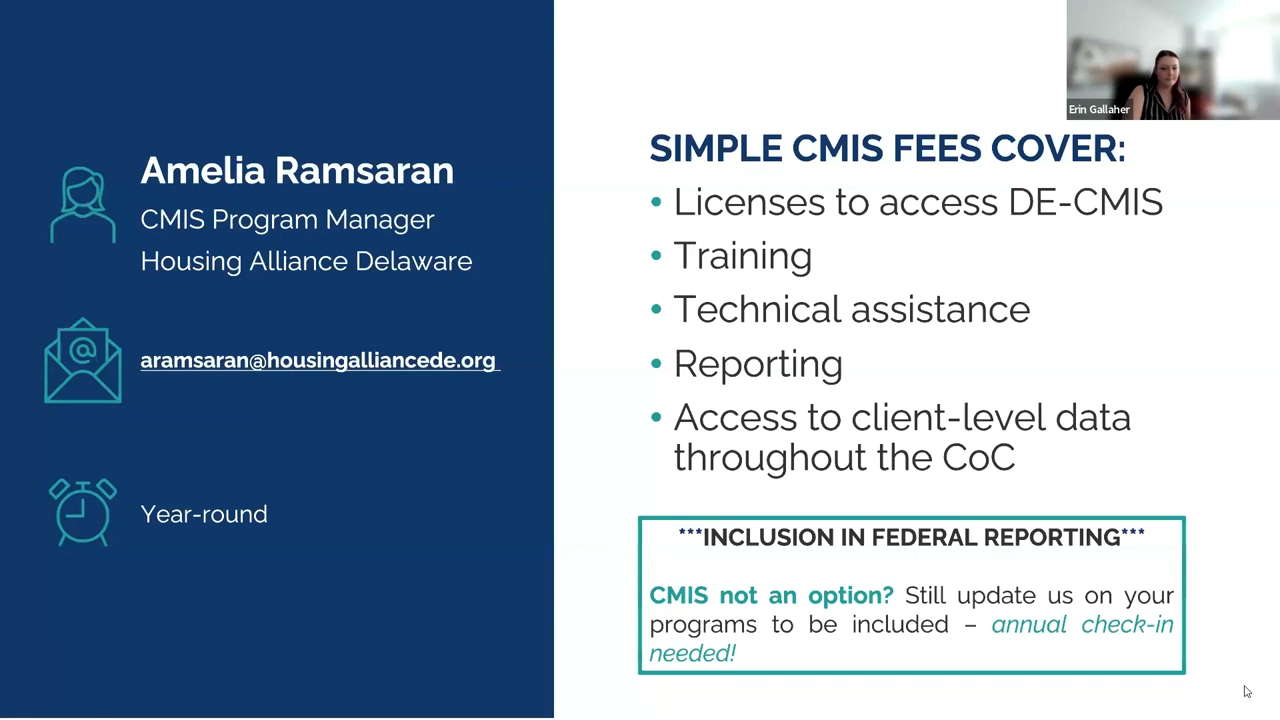 Erin Gallaher
Amelia Ramsaran
CMIS Program Manager
Housing Alliance Delaware
@
aramsaran@housingalliancede.org
Year-round
SIMPLE CMIS FEES COVER:
• Licenses to access DE-CMIS
• Training
• Technical assistance
• Reporting
• Access to client-level data
throughout the CoC
***INCLUSION IN FEDERAL REPORTING***
CMIS not an option? Still update us on your
programs to be included – annual check-in
needed!